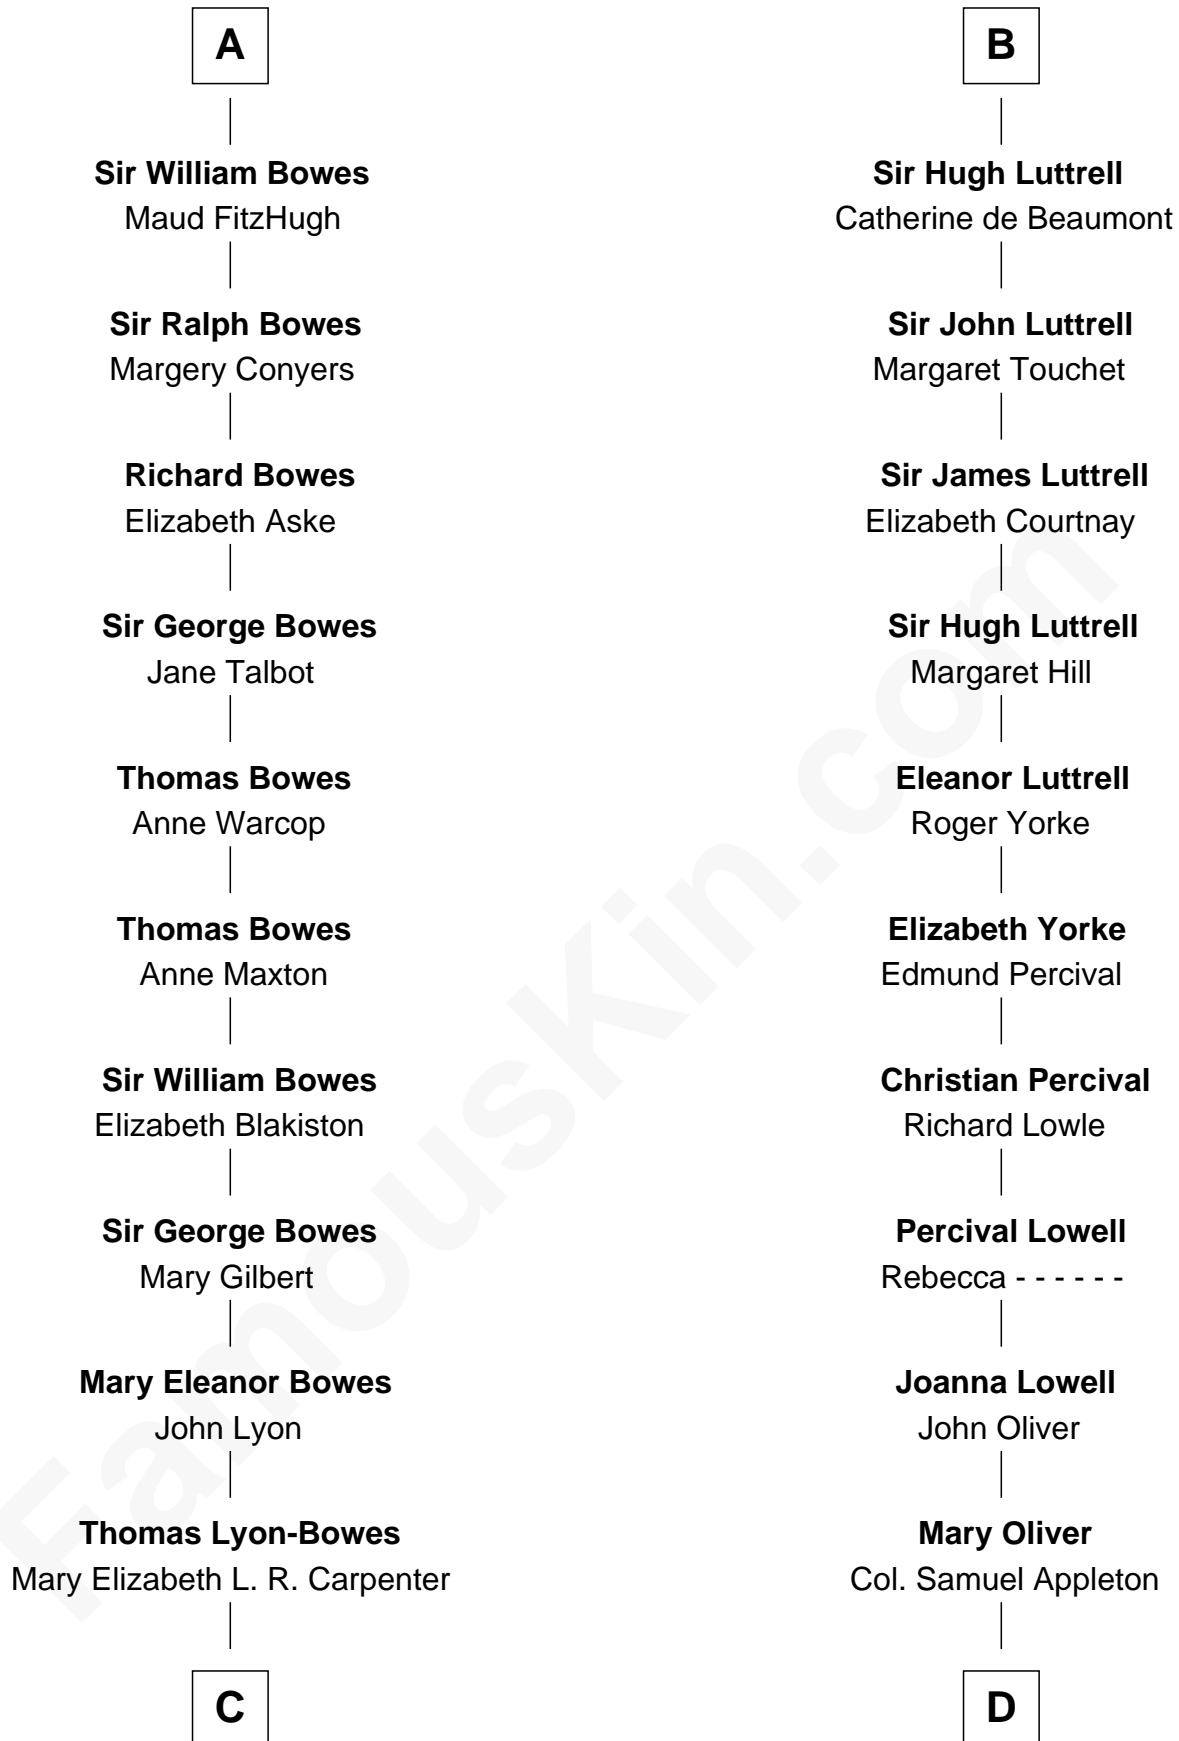 A
Sir William Bowes
Maud FitzHugh
Sir Ralph Bowes
Margery Conyers
Richard Bowes
Elizabeth Aske
Sir George Bowes
Jane Talbot
Thomas Bowes
Anne Warcop
Thomas Bowes
Anne Maxton
Sir William Bowes
Elizabeth Blakiston
Sir George Bowes
Mary Gilbert
Mary Eleanor Bowes
John Lyon
Thomas Lyon-Bowes
Mary Elizabeth L. R. Carpenter
C
B
Sir Hugh Luttrell
Catherine de Beaumont
Sir John Luttrell
Margaret Touchet
Sir James Luttrell
Elizabeth Courtnay
Sir Hugh Luttrell
Margaret Hill
Eleanor Luttrell
Roger Yorke
Elizabeth Yorke
Edmund Percival
Christian Percival
Richard Lowle
Percival Lowell
Rebecca - - - - - -
Joanna Lowell
John Oliver
Mary Oliver
Col. Samuel Appleton
D
FamousKin.com